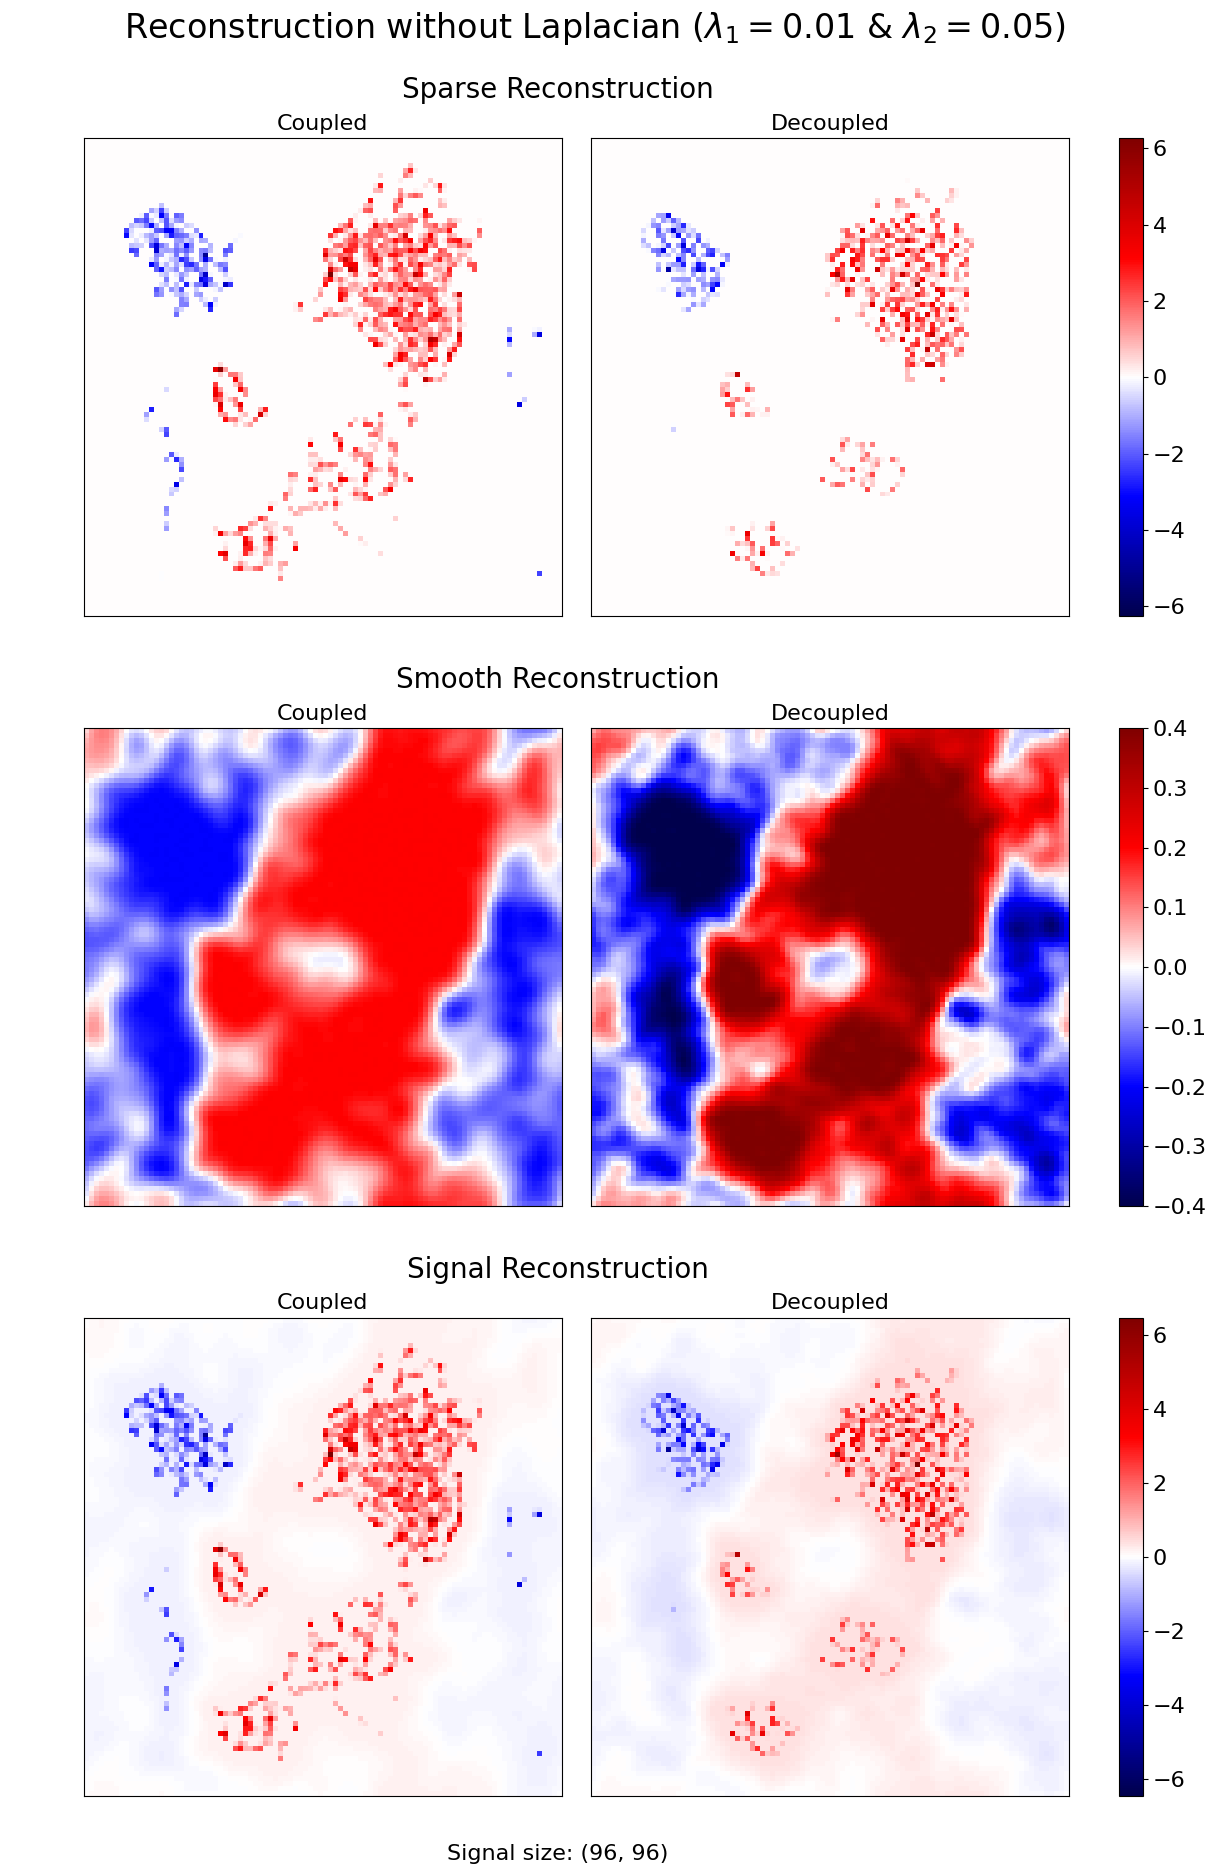 Reconstruction without Laplacian (λ₁ = 0.01 & λ₂ = 0.05)
Sparse Reconstruction
Coupled
Decoupled
6
4
2
0
−2
−4
−6
Smooth Reconstruction
Coupled
Decoupled
0.4
0.3
0.2
0.1
0.0
−0.1
−0.2
−0.3
−0.4
Signal Reconstruction
Coupled
Decoupled
6
4
2
0
−2
−4
−6
Signal size: (96, 96)